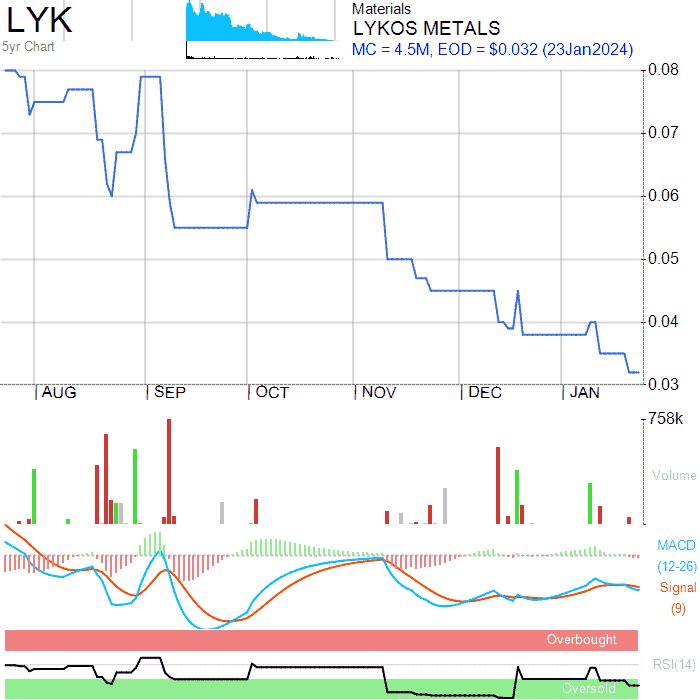 LYK
5yr Chart
Materials
LYKOS METALS
MC = 4.5M, EOD = $0.032 (23Jan2024)
0.08
0.07
0.06
0.05
0.04
0.03
AUG SEP OCT NOV DEC JAN
758k
Volume
MACD
(12-26)
Signal
(9)
Overbought
RSI(14)
Oversold